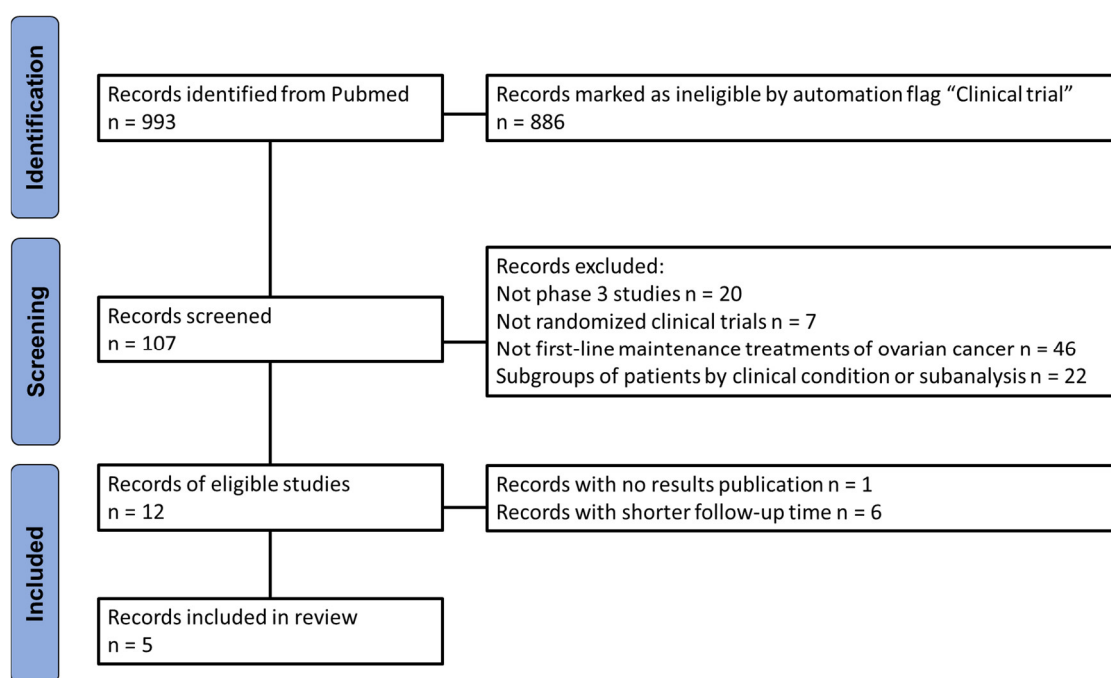 Identification
Records identified from Pubmed
n = 993
Records marked as ineligible by automation flag “Clinical trial”
n = 886
Screening
Records screened
n = 107
Records excluded:
Not phase 3 studies n = 20
Not randomized clinical trials n = 7
Not first-line maintenance treatments of ovarian cancer n = 46
Subgroups of patients by clinical condition or subanalysis n = 22
Included
Records of eligible studies
n = 12
Records with no results publication n = 1
Records with shorter follow-up time n = 6
Records included in review
n = 5